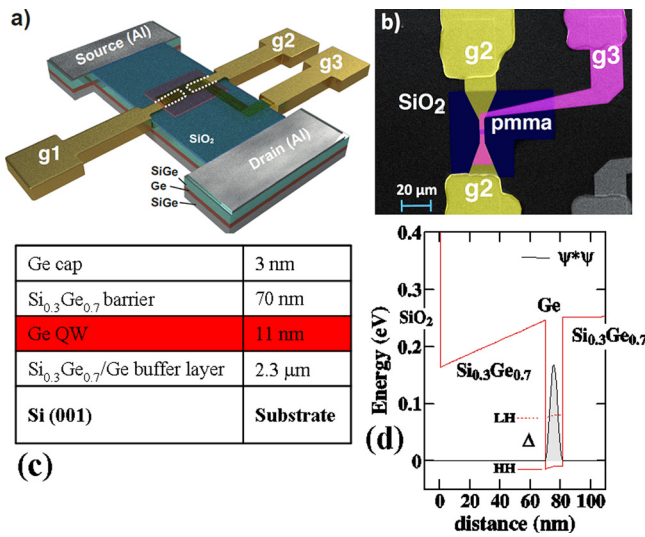 a)
Source (Al)
g2
g3
g1
SiO₂
Drain (Al)
SiGe
Ge
SiGe
b)
g2
g3
SiO₂
pmma
g2
20 μm
Ge cap 3 nm
Si₀.₃Ge₀.₇ barrier 70 nm
Ge QW 11 nm
Si₀.₃Ge₀.₇/Ge buffer layer 2.3 μm
Si (001) Substrate
(c)
0.4
ψ*ψ
0.3
SiO₂
Ge
Si₀.₃Ge₀.₇
0.2
Si₀.₃Ge₀.₇
0.1
LH
Δ
(d)
0
HH
Energy (eV)
0 20 40 60 80 100
distance (nm)